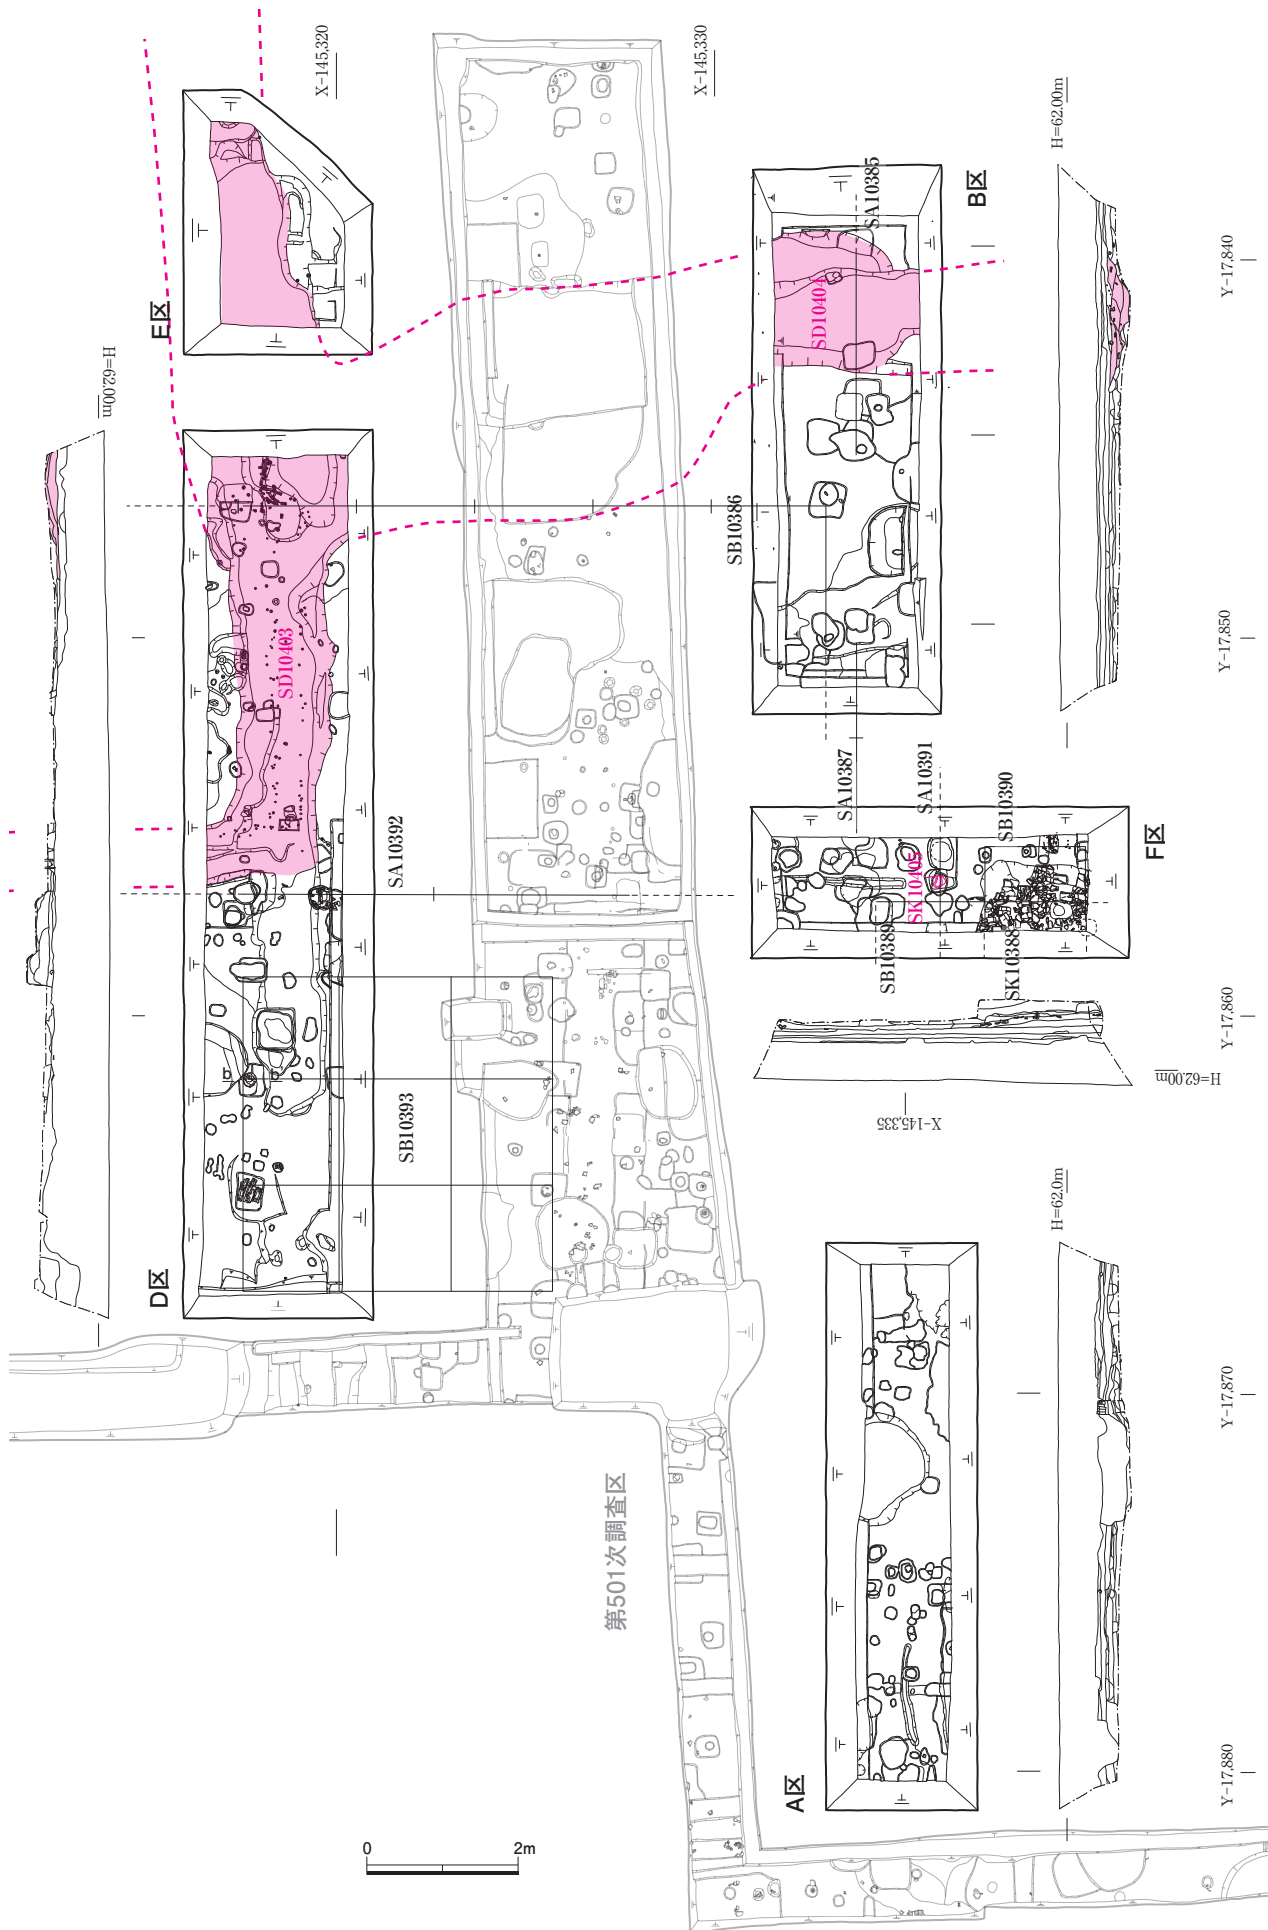 X-145,320
X-145,330
H=62.00m
E区
B区
SA10385
SD10404
Y-17,840
H=62.00m
SB10386
SD10403
Y-17,850
SA10387
SA10391
SB10390
F区
SA10392
SK10405
SB10389
SK10388
Y-17,860
H=62.00m
X-145,335
b
SB10393
D区
H=62.0m
Y-17,870
第501次調査区
A区
Y-17,880
0 2m